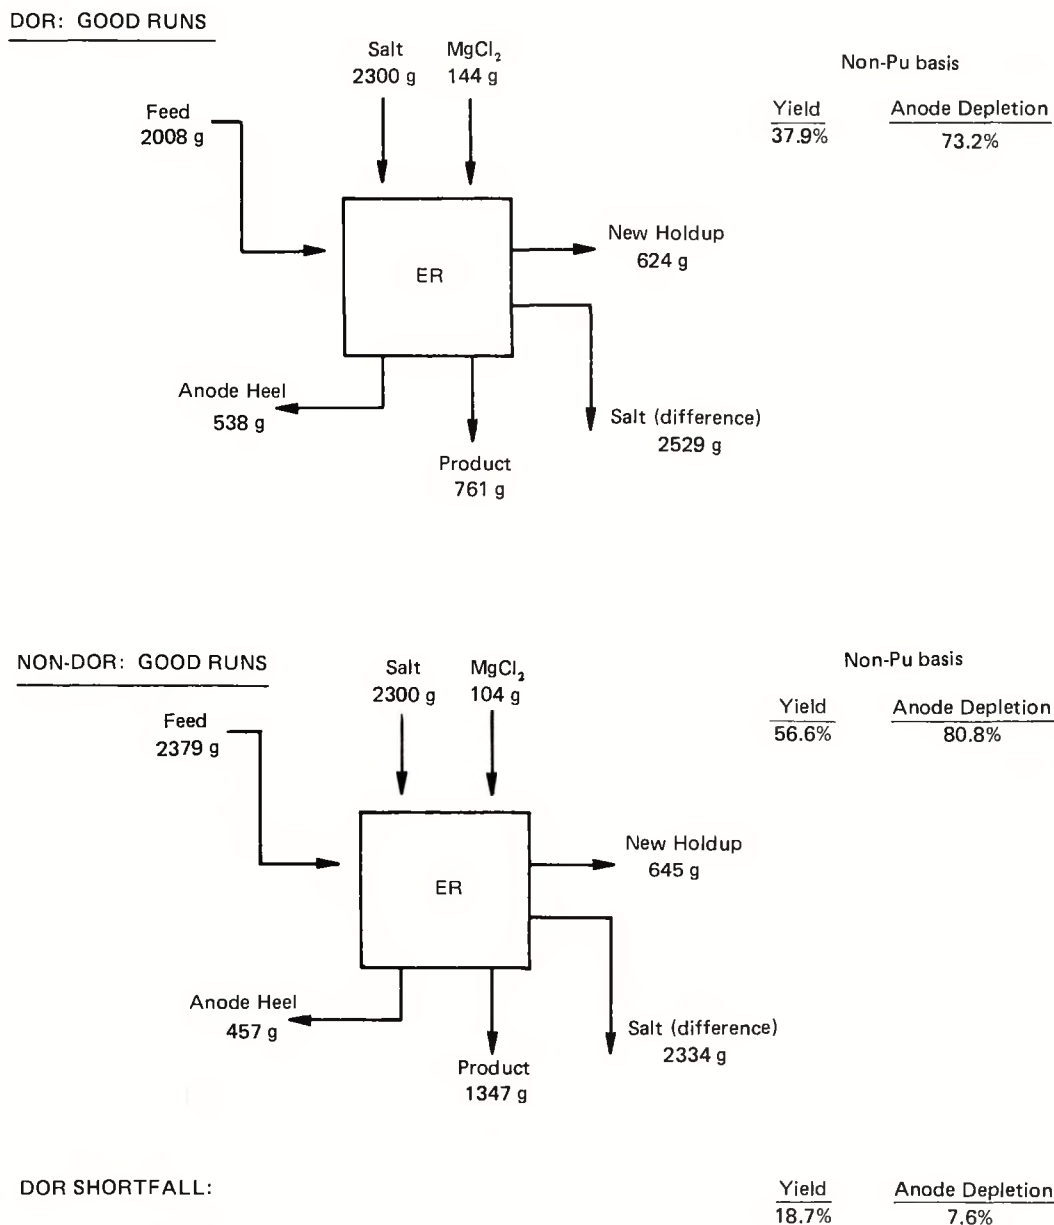 DOR: GOOD RUNS
Salt
2300 g
MgCl₂
144 g
Non-Pu basis
Feed
2008 g
Yield
37.9%
Anode Depletion
73.2%
ER
New Holdup
624 g
Anode Heel
538 g
Salt (difference)
2529 g
Product
761 g
NON-DOR: GOOD RUNS
Salt
2300 g
MgCl₂
104 g
Non-Pu basis
Feed
2379 g
Yield
56.6%
Anode Depletion
80.8%
ER
New Holdup
645 g
Anode Heel
457 g
Salt (difference)
2334 g
Product
1347 g
DOR SHORTFALL:
Yield
18.7%
Anode Depletion
7.6%